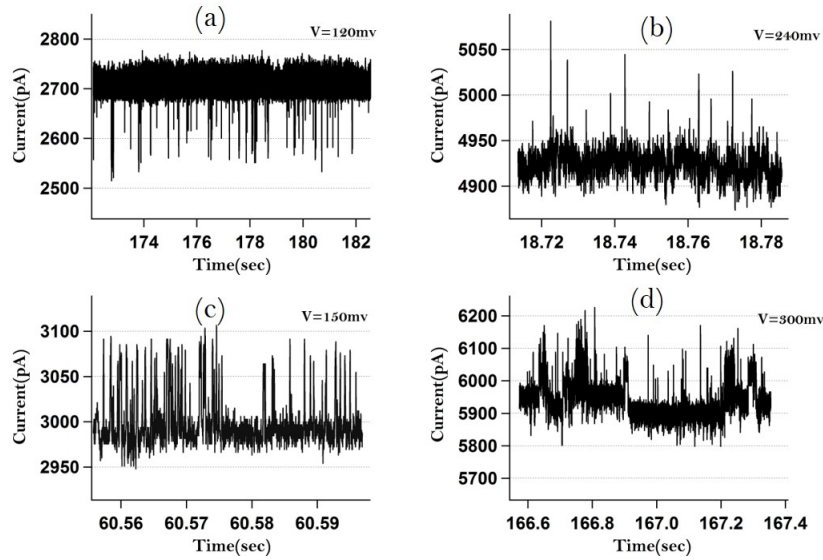 (a)
V=120mv
2800
2700
2600
2500
Current(pA)
174 176 178 180 182
Time(sec)
(b)
V=240mv
5050
5000
4950
4900
Current(pA)
18.72 18.74 18.76 18.78
Time(sec)
(c)
V=150mv
3100
3050
3000
2950
Current(pA)
60.56 60.57 60.58 60.59
Time(sec)
(d)
V=300mv
6200
6100
6000
5900
5800
5700
Current(pA)
166.6 166.8 167.0 167.2 167.4
Time(sec)